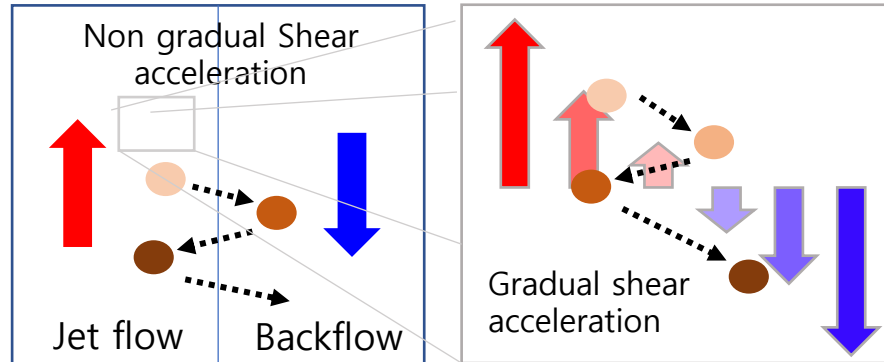 Non gradual Shear
acceleration
Jet flow
Backflow
Gradual shear
acceleration